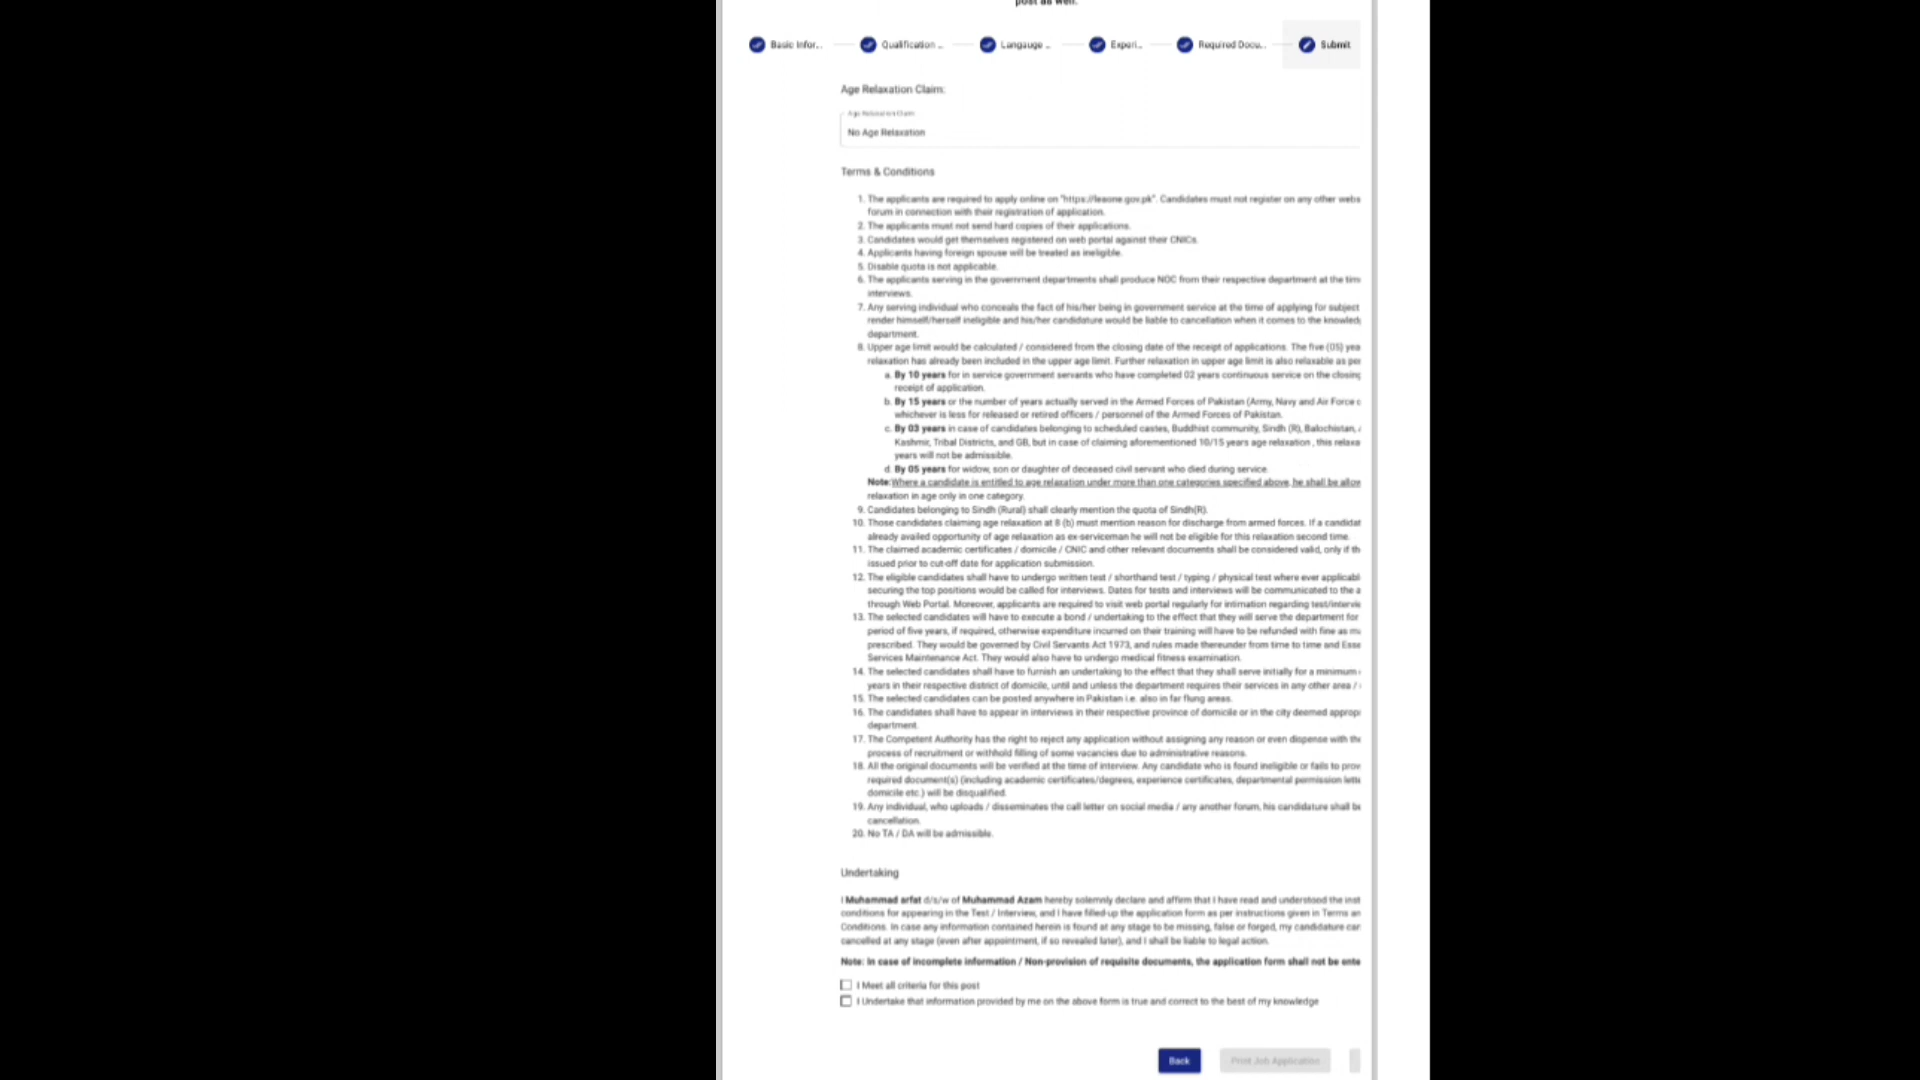 post as well.
Basic Infor... Qualification ... Langauge ... Experi... Required Docu... Submit
Age Relaxation Claim:
Age Relaxation Claim
No Age Relaxation
Terms & Conditions
1. The applicants are required to apply online on "https://leaone.gov.pk". Candidates must not register on any other webs
forum in connection with their registration of application.
2. The applicants must not send hard copies of their applications.
3. Candidates would get themselves registered on web portal against their CNICs.
4. Applicants having foreign spouse will be treated as ineligible.
5. Disable quota is not applicable.
6. The applicants serving in the government departments shall produce NOC from their respective department at the tim
interviews.
7. Any serving individual who conceals the fact of his/her being in government service at the time of applying for subject
render himself/herself ineligible and his/her candidature would be liable to cancellation when it comes to the knowled
department.
8. Upper age limit would be calculated / considered from the closing date of the receipt of applications. The five (05) yea
relaxation has already been included in the upper age limit. Further relaxation in upper age limit is also relaxable as per
a. By 10 years for in service government servants who have completed 02 years continuous service on the closing
receipt of application.
b. By 15 years or the number of years actually served in the Armed Forces of Pakistan (Army, Navy and Air Force
whichever is less for released or retired officers / personnel of the Armed Forces of Pakistan.
c. By 03 years in case of candidates belonging to scheduled castes, Buddhist community, Sindh (R), Balochistan,
Kashmir, Tribal Districts, and GB, but in case of claiming aforementioned 10/15 years age relaxation , this relaxa
years will not be admissible.
d. By 05 years for widow, son or daughter of deceased civil servant who died during service.
Note:Where a candidate is entitled to age relaxation under more than one categories specified above, he shall be allow
relaxation in age only in one category.
9. Candidates belonging to Sindh (Rural) shall clearly mention the quota of Sindh(R).
10. Those candidates claiming age relaxation at 8 (b) must mention reason for discharge from armed forces. If a candidat
already availed opportunity of age relaxation as ex-serviceman he will not be eligible for this relaxation second time.
11. The claimed academic certificates / domicile / CNIC and other relevant documents shall be considered valid, only if th
issued prior to cut-off date for application submission.
12. The eligible candidates shall have to undergo written test / shorthand test / typing / physical test where ever applicabl
securing the top positions would be called for interviews. Dates for tests and interviews will be communicated to the a
through Web Portal. Moreover, applicants are required to visit web portal regularly for intimation regarding test/intervie
13. The selected candidates will have to execute a bond / undertaking to the effect that they will serve the department for
period of five years, if required, otherwise expenditure incurred on their training will have to be refunded with fine as ma
prescribed. They would be governed by Civil Servants Act 1973, and rules made thereunder from time to time and Esse
Services Maintenance Act. They would also have to undergo medical fitness examination.
14. The selected candidates shall have to furnish an undertaking to the effect that they shall serve initially for a minimum
years in their respective district of domicile, until and unless the department requires their services in any other area /
15. The selected candidates can be posted anywhere in Pakistan i.e. also in far flung areas.
16. The candidates shall have to appear in interviews in their respective province of domicile or in the city deemed approp
department.
17. The Competent Authority has the right to reject any application without assigning any reason or even dispense with the
process of recruitment or withhold filling of some vacancies due to administrative reasons.
18. All the original documents will be verified at the time of interview. Any candidate who is found ineligible or fails to prov
required document(s) (including academic certificates/degrees, experience certificates, departmental permission lette
domicile etc.) will be disqualified.
19. Any individual, who uploads / disseminates the call letter on social media / any another forum, his candidature shall be
cancellation.
20. No TA / DA will be admissible.
Undertaking
I Muhammad arfat d/s/w of Muhammad Azam hereby solemnly declare and affirm that I have read and understood the inst
conditions for appearing in the Test / Interview, and I have filled-up the application form as per instructions given in Terms an
Conditions. In case any information contained herein is found at any stage to be missing, false or forged, my candidature can
cancelled at any stage (even after appointment, if so revealed later), and I shall be liable to legal action.
Note: In case of incomplete information / Non-provision of requisite documents, the application form shall not be ente
I Meet all criteria for this post
I Undertake that information provided by me on the above form is true and correct to the best of my knowledge
Back Print Job Application